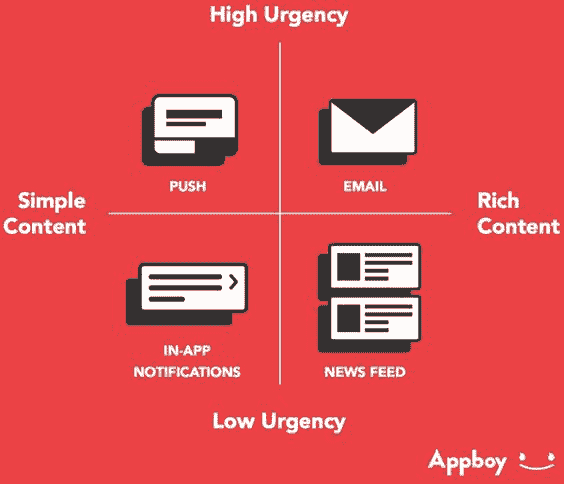 High Urgency
PUSH
EMAIL
Simple
Content
Rich
Content
IN-APP
NOTIFICATIONS
NEWS FEED
Low Urgency
Appboy